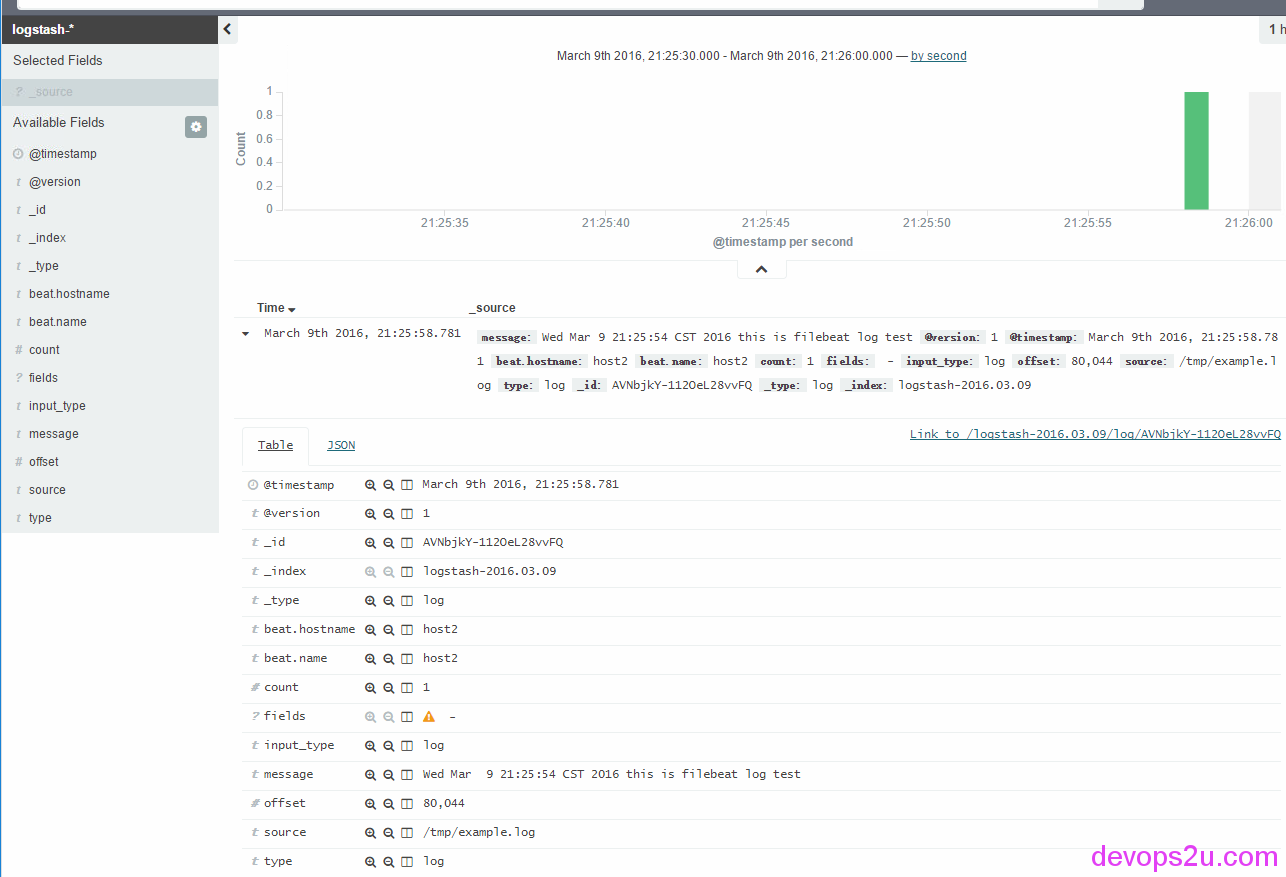 logstash-*
Selected Fields
? _source
Available Fields
@timestamp
t @version
t _id
t _index
t _type
t beat.hostname
t beat.name
# count
? fields
t input_type
t message
# offset
t source
t type
1 h
March 9th 2016, 21:25:30.000 - March 9th 2016, 21:26:00.000 — by second
Count
1
0.8
0.6
0.4
0.2
0
21:25:35 21:25:40 21:25:45 21:25:50 21:25:55 21:26:00
@timestamp per second
Time _source
March 9th 2016, 21:25:58.781
message: Wed Mar 9 21:25:54 CST 2016 this is filebeat log test @version: 1 @timestamp: March 9th 2016, 21:25:58.78
1 beat.hostname: host2 beat.name: host2 count: 1 fields: - input_type: log offset: 80,044 source: /tmp/example.l
og type: log _id: AVNbjkY-112OeL28vvFQ _type: log _index: logstash-2016.03.09
Table JSON
Link to /logstash-2016.03.09/log/AVNbjkY-112OeL28vvFQ
@timestamp March 9th 2016, 21:25:58.781
t @version 1
t _id AVNbjkY-112OeL28vvFQ
t _index logstash-2016.03.09
t _type log
t beat.hostname host2
t beat.name host2
# count 1
? fields -
t input_type log
t message Wed Mar  9 21:25:54 CST 2016 this is filebeat log test
# offset 80,044
t source /tmp/example.log
t type log
devops2u.com